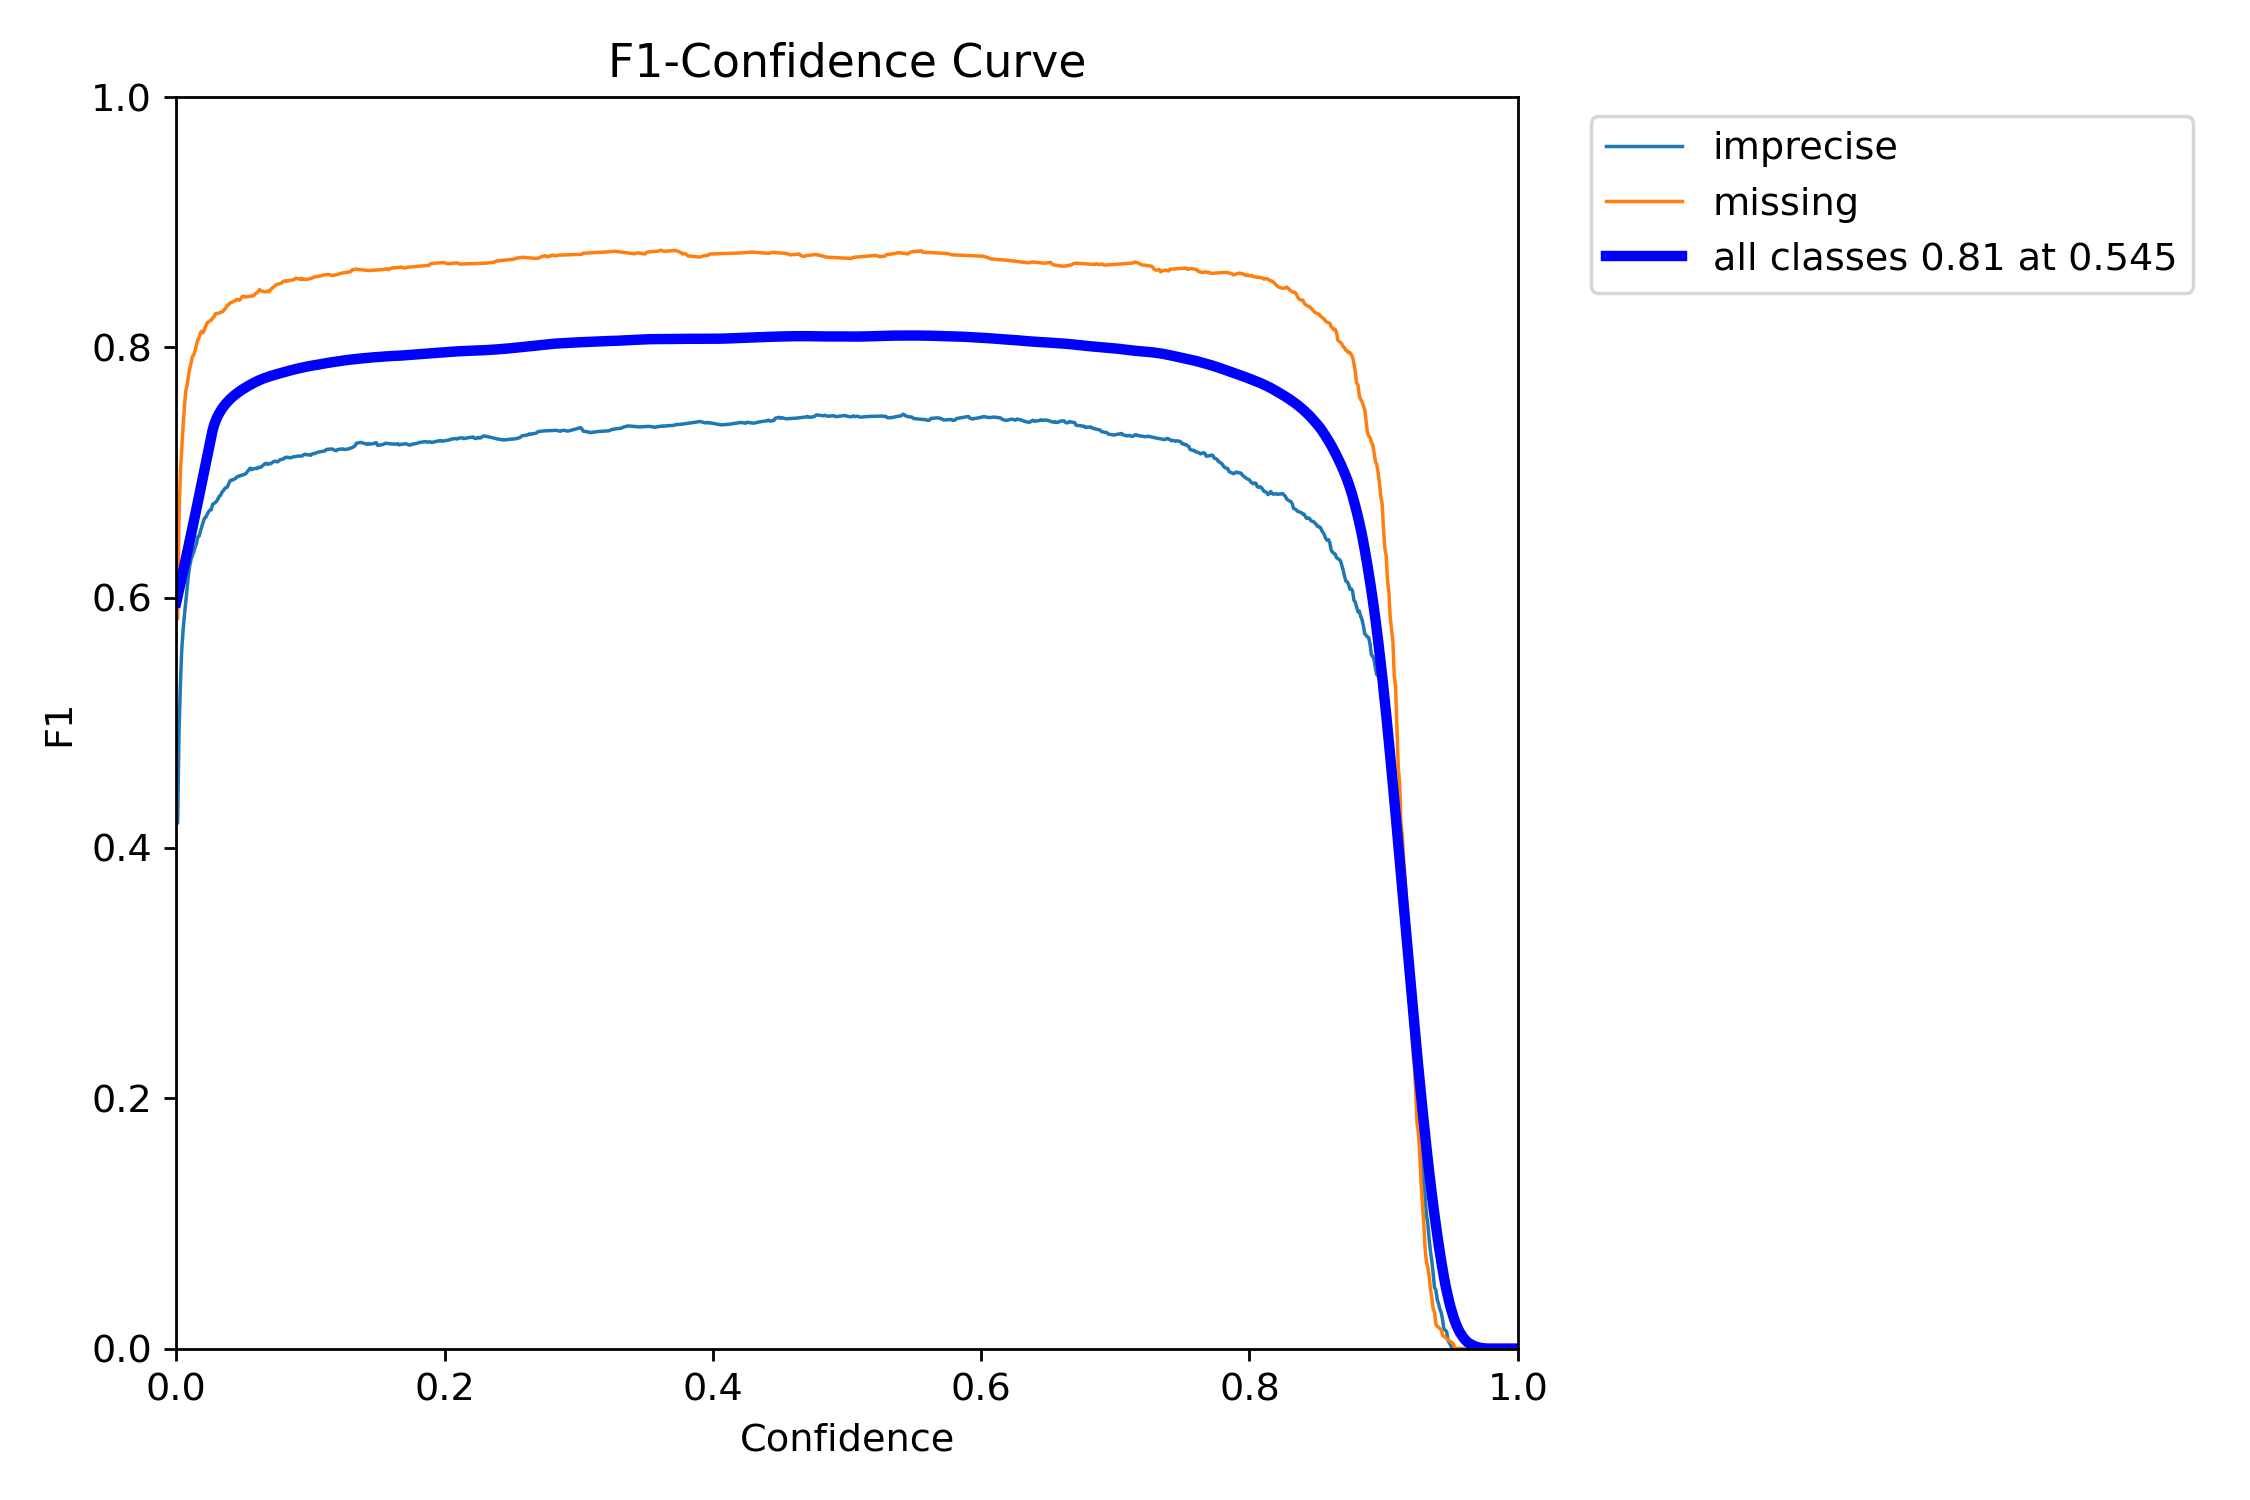 F1-Confidence Curve
1.0
0.8
0.6
0.4
0.2
0.0
F1
0.0 0.2 0.4 0.6 0.8 1.0
Confidence
imprecise
missing
all classes 0.81 at 0.545